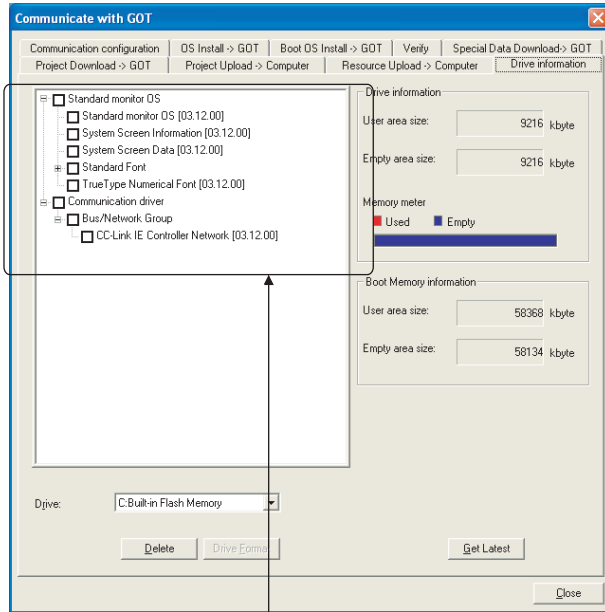 Communicate with GOT
Communication configuration OS Install -> GOT Boot OS Install -> GOT Verify Special Data Download-> GOT
Project Download -> GOT Project Upload -> Computer Resource Upload -> Computer Drive information
Standard monitor OS
Standard monitor OS [03.12.00]
System Screen Information [03.12.00]
System Screen Data [03.12.00]
Standard Font
TrueType Numerical Font [03.12.00]
Communication driver
Bus/Network Group
CC-Link IE Controller Network [03.12.00]
Drive information
User area size: 9216 kbyte
Empty area size: 9216 kbyte
Memory meter
Used Empty
Boot Memory information
User area size: 58368 kbyte
Empty area size: 58134 kbyte
Drive: C:Built-in Flash Memory
Delete Drive Format Get Latest
Close